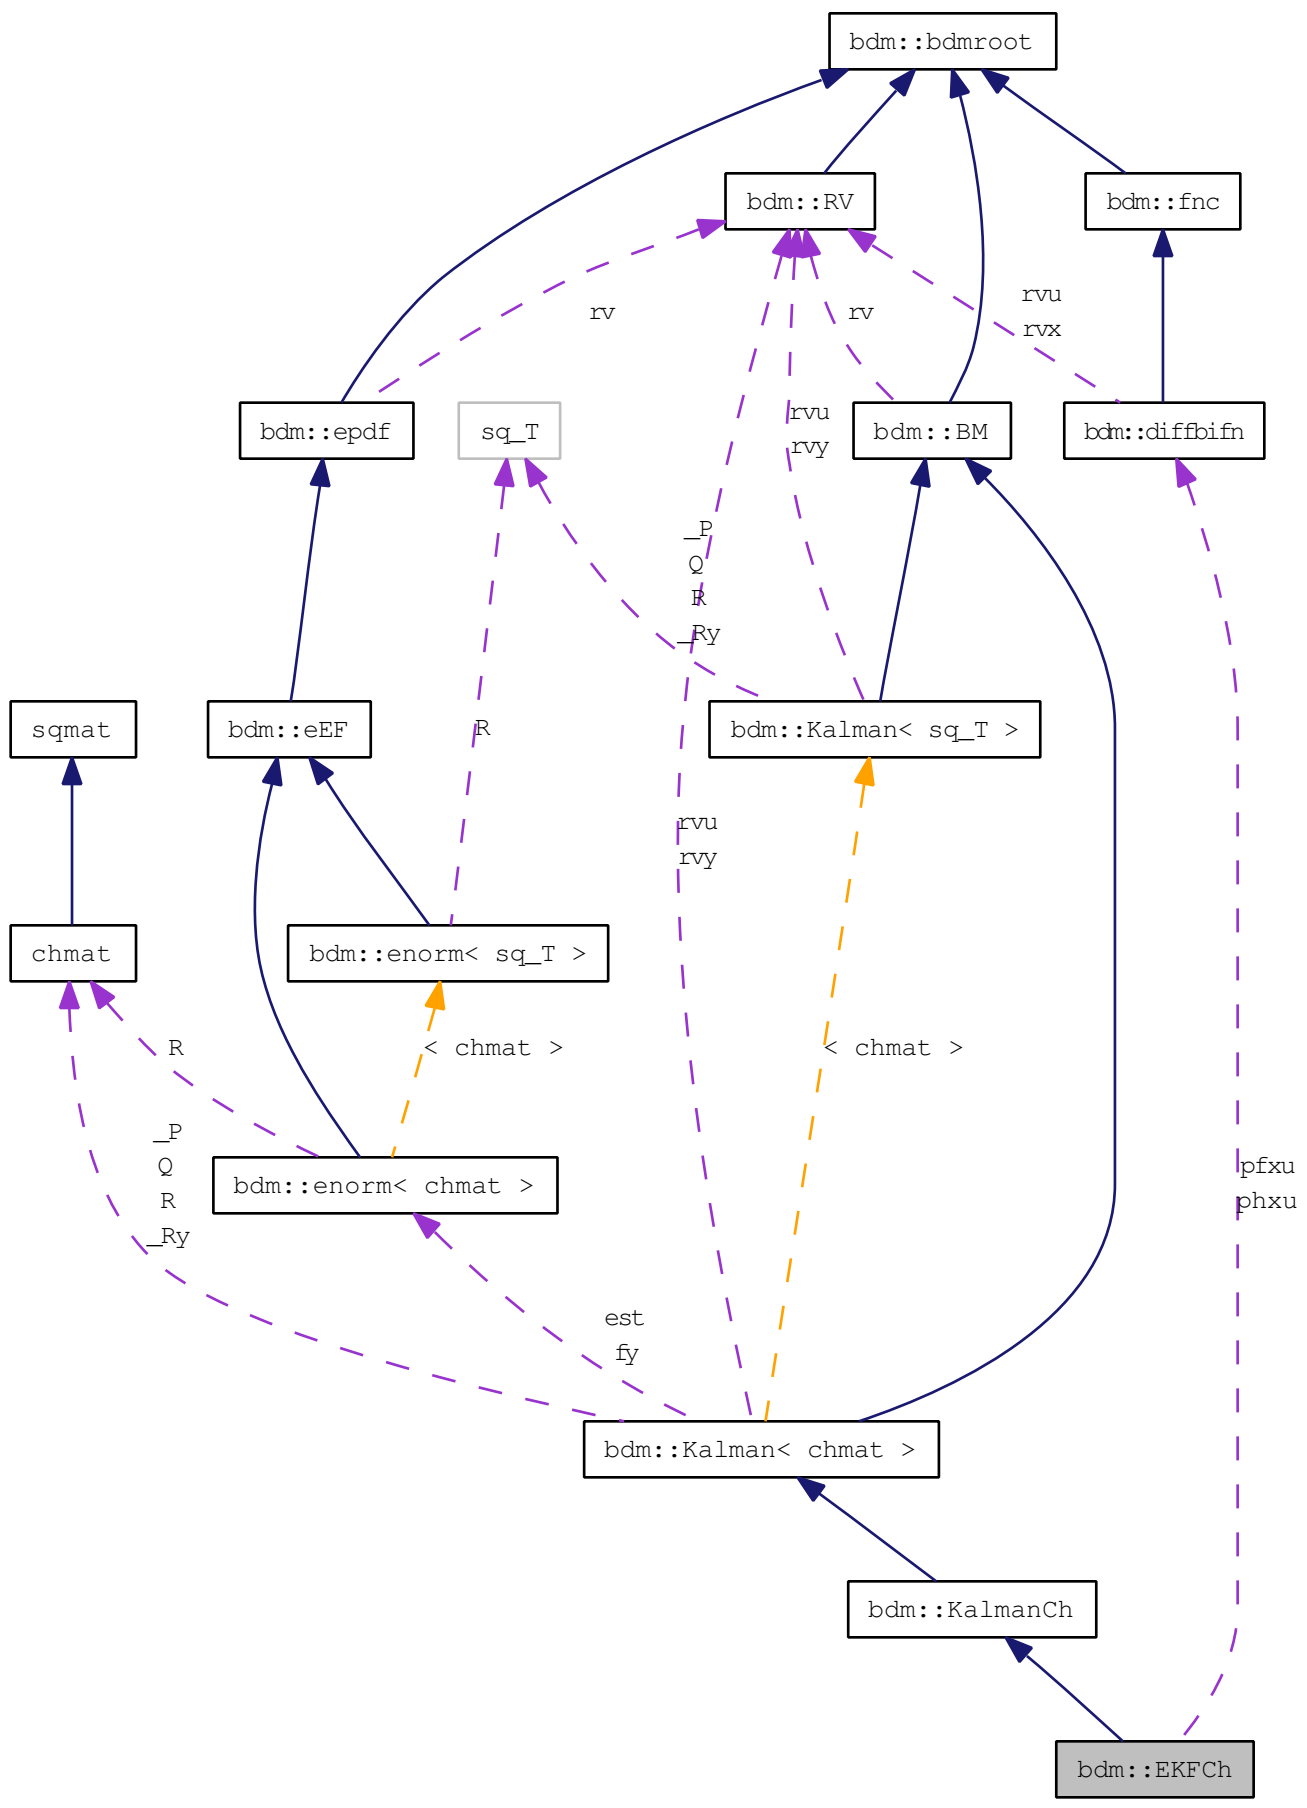 bdm::bdmroot
bdm::RV
bdm::fnc
rvu
rv
rv
rvx
bdm::epdf
sq_T
rvu
rvy
bdm::BM
bdm::diffbifn
_P
Q
R
_Ry
sqmat
bdm::eEF
R
bdm::Kalman< sq_T >
rvu
rvy
chmat
bdm::enorm< sq_T >
R
< chmat >
< chmat >
_P
Q
R
_Ry
bdm::enorm< chmat >
pfxu
phxu
est
fy
bdm::Kalman< chmat >
bdm::KalmanCh
bdm::EKFCh